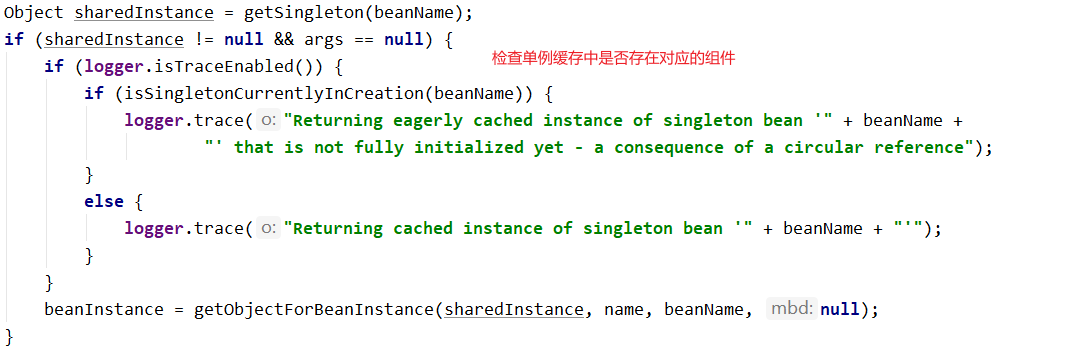 Object sharedInstance = getSingleton(beanName);
if (sharedInstance != null && args == null) {
检查单例缓存中是否存在对应的组件
if (logger.isTraceEnabled()) {
if (isSingletonCurrentlyInCreation(beanName)) {
logger.trace( o: "Returning eagerly cached instance of singleton bean '" + beanName +
"' that is not fully initialized yet - a consequence of a circular reference");
}
else {
logger.trace( o: "Returning cached instance of singleton bean '" + beanName + "'");
}
}
beanInstance = getObjectForBeanInstance(sharedInstance, name, beanName, mbd: null);
}